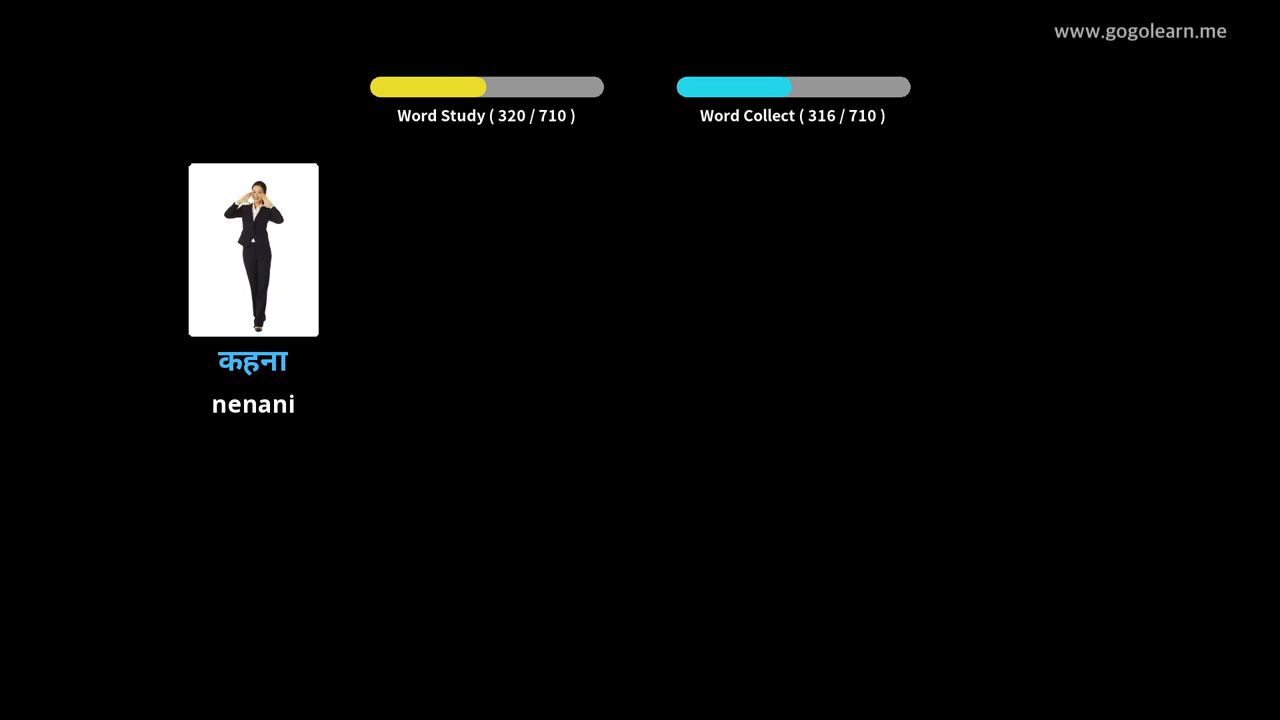 www.gogolearn.me
Word Study ( 320 / 710 )
Word Collect ( 316 / 710 )
कहना
nenani